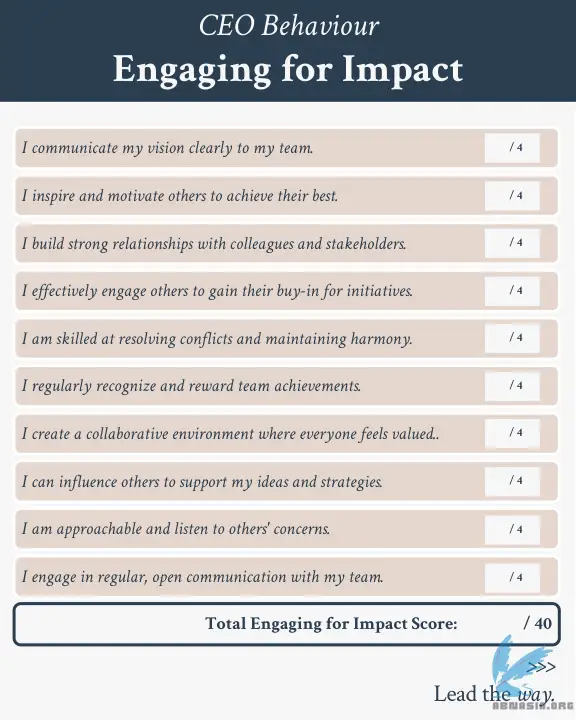 CEO Behaviour
Engaging for Impact
I communicate my vision clearly to my team. / 4
I inspire and motivate others to achieve their best. / 4
I build strong relationships with colleagues and stakeholders. / 4
I effectively engage others to gain their buy-in for initiatives. / 4
I am skilled at resolving conflicts and maintaining harmony. / 4
I regularly recognize and reward team achievements. / 4
I create a collaborative environment where everyone feels valued.. / 4
I can influence others to support my ideas and strategies. / 4
I am approachable and listen to others' concerns. / 4
I engage in regular, open communication with my team. / 4
Total Engaging for Impact Score: / 40
>>>
Lead the way.
ABMASIA.ORG